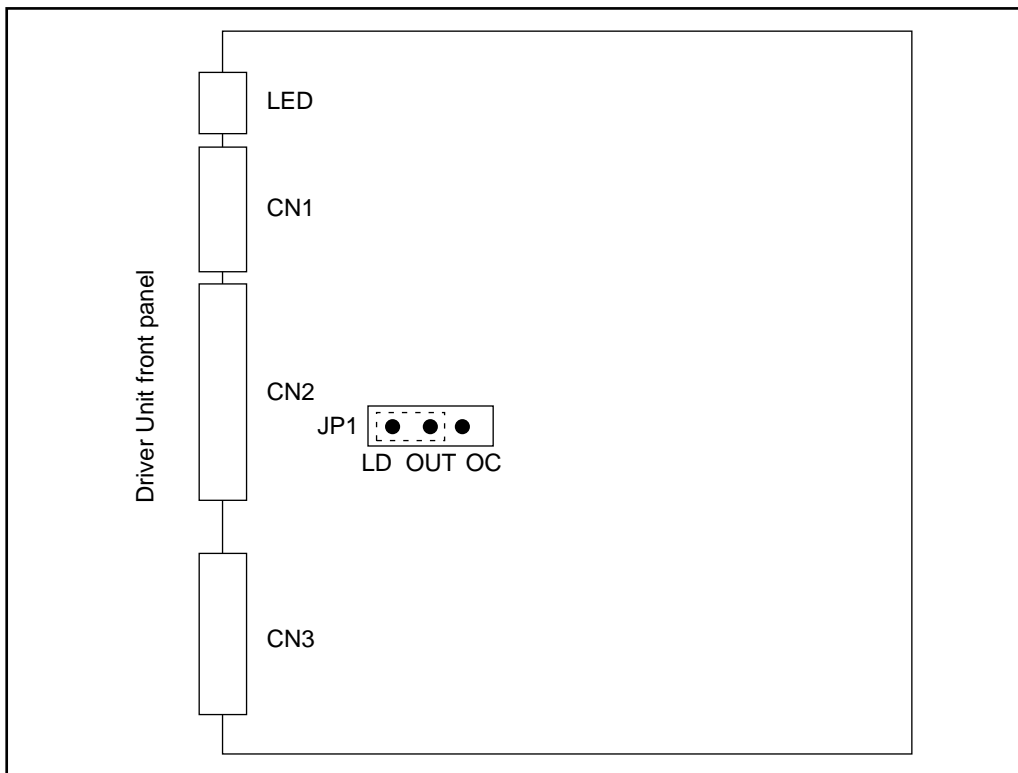 LED
CN1
Driver Unit front panel
CN2
JP1
LD OUT OC
CN3